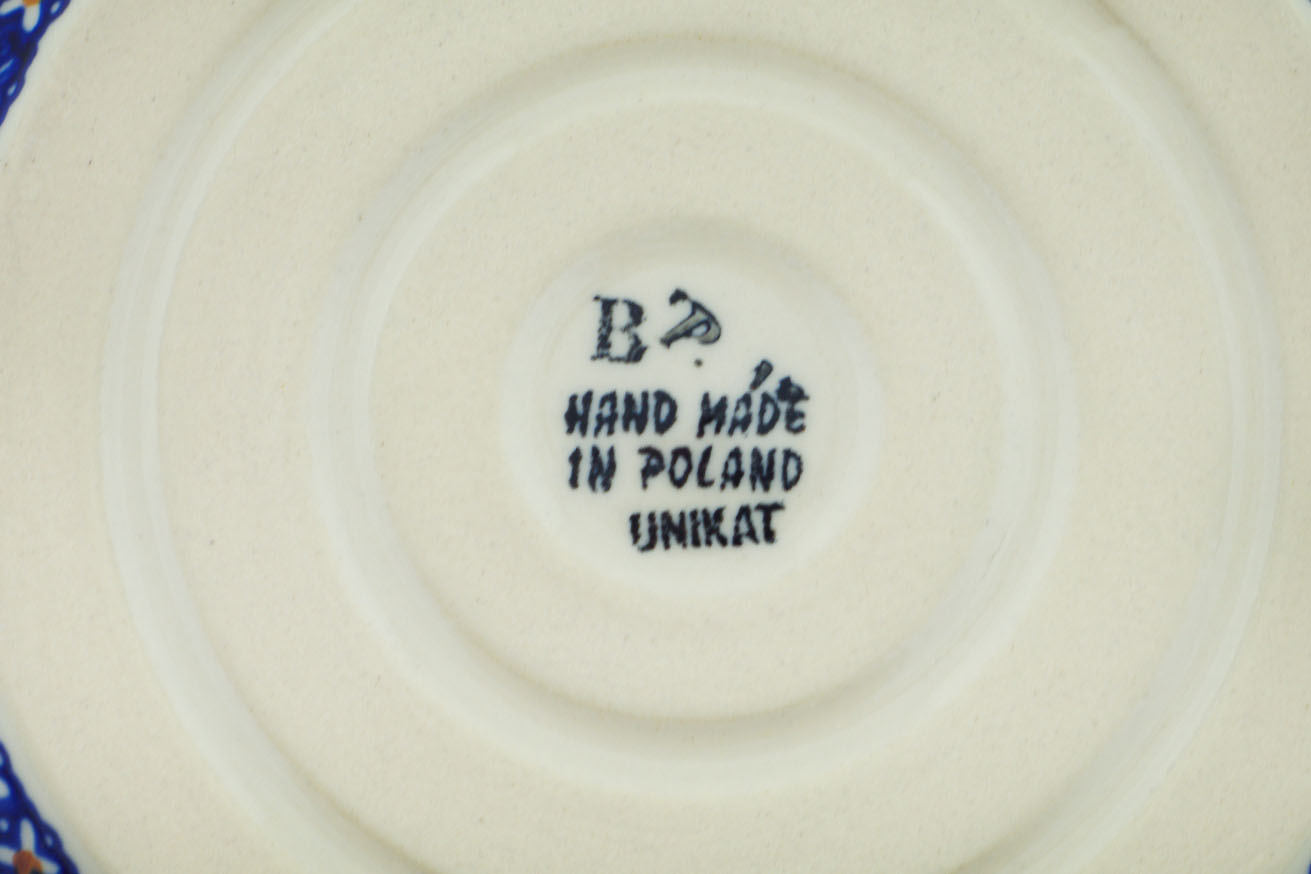 B
HAND MADE
IN POLAND
UNIKAT